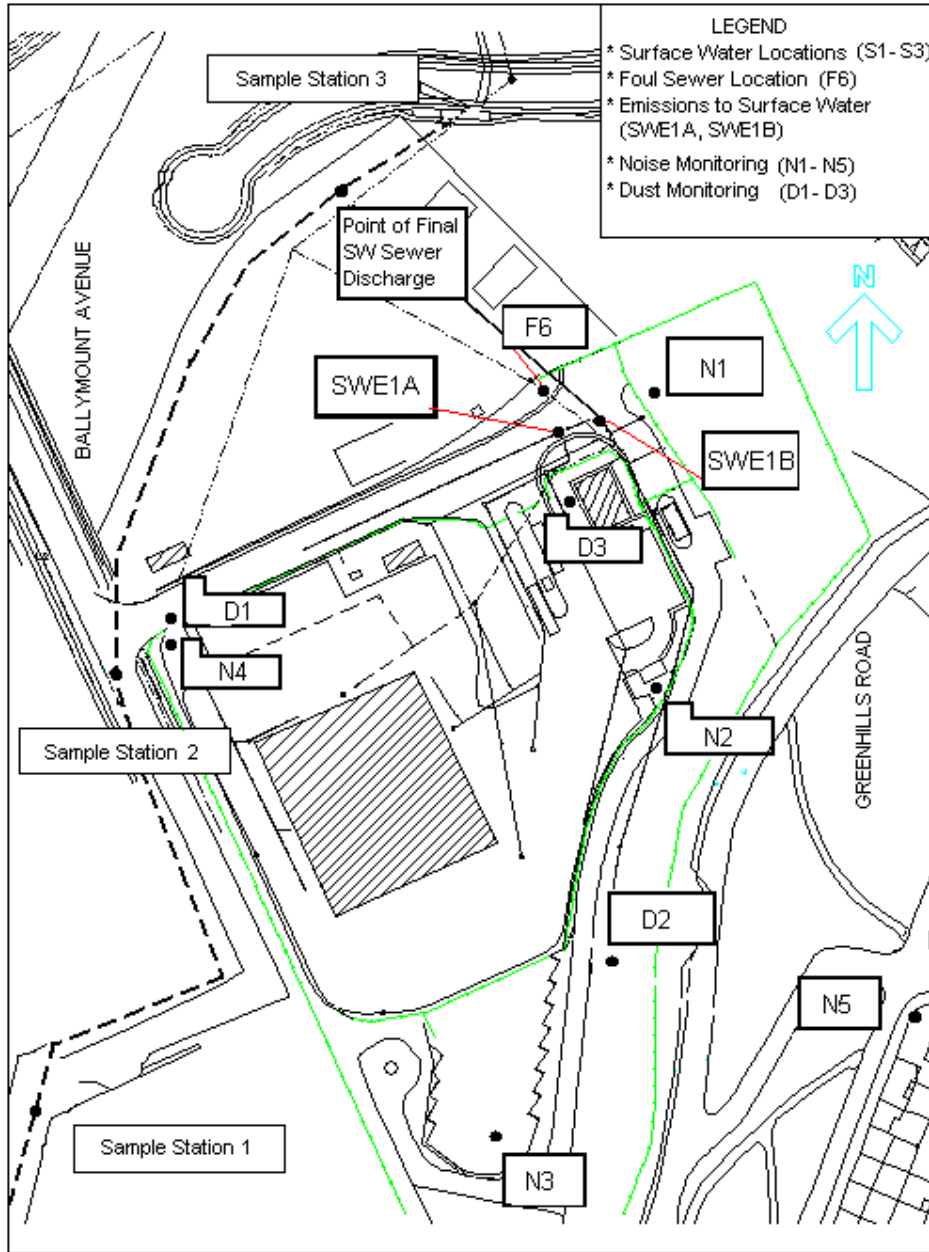 LEGEND
* Surface Water Locations (S1- S3)
* Foul Sewer Location (F6)
* Emissions to Surface Water
(SWE1A, SWE1B)
* Noise Monitoring (N1- N5)
* Dust Monitoring (D1- D3)
Sample Station 3
Point of Final
SW Sewer
Discharge
BALLYMOUNT AVENUE
N
F6
N1
SWE1A
SWE1B
D3
D1
N4
N2
Sample Station 2
GREENHILLS ROAD
D2
N5
Sample Station 1
N3